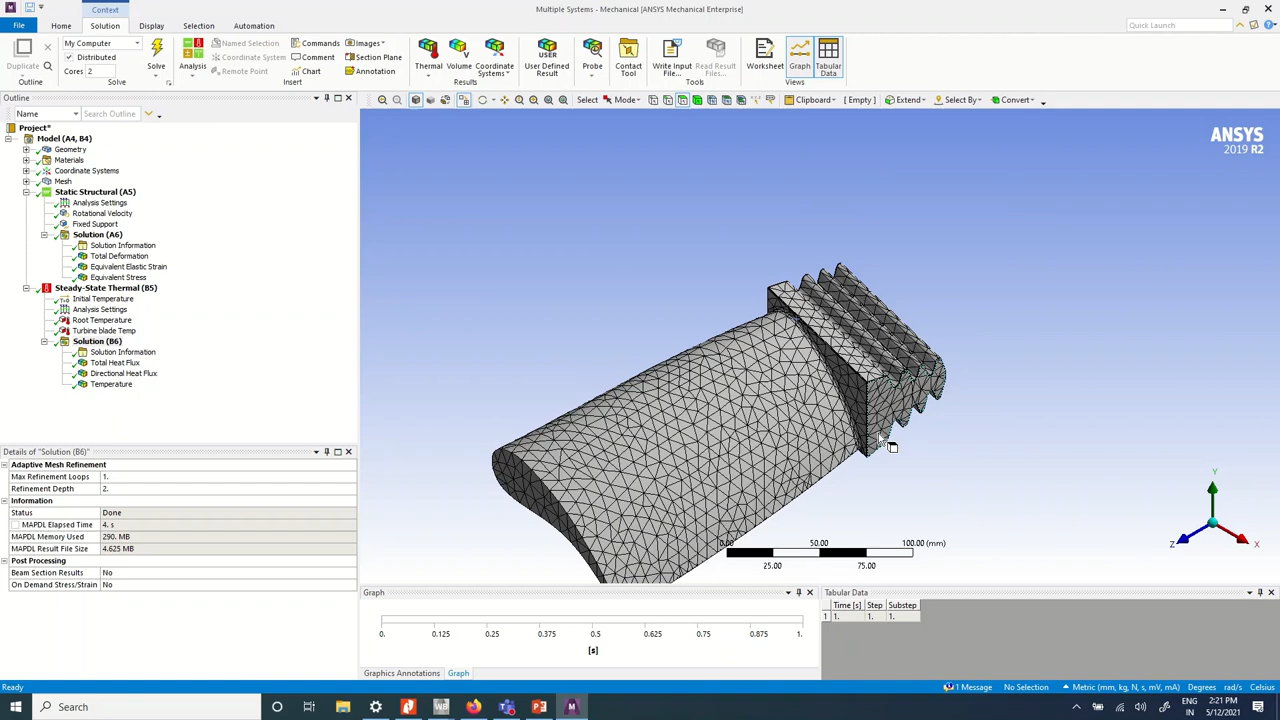 Context
Multiple Systems - Mechanical [ANSYS Mechanical Enterprise]
File Home Solution Display Selection Automation Quick Launch
Duplicate
Outline
My Computer
Distributed
Cores 2
Solve
Solve
Analysis
Named Selection
Coordinate System
Remote Point
Commands
Comment
Chart
Images
Section Plane
Annotation
Insert
Thermal
Volume
Coordinate Systems
Results
User Defined Result
Probe
Contact Tool
Write Input File...
Read Result Files...
Tools
Worksheet
Graph
Tabular Data
Views
Outline
Name Search Outline
Select Mode Clipboard [ Empty ] Extend Select By Convert
Project*
Model (A4, B4)
Geometry
Materials
Coordinate Systems
Mesh
Static Structural (A5)
Analysis Settings
Rotational Velocity
Fixed Support
Solution (A6)
Solution Information
Total Deformation
Equivalent Elastic Strain
Equivalent Stress
Steady-State Thermal (B5)
Initial Temperature
Analysis Settings
Root Temperature
Turbine blade Temp
Solution (B6)
Solution Information
Total Heat Flux
Directional Heat Flux
Temperature
ANSYS
2019 R2
Details of "Solution (B6)"
Adaptive Mesh Refinement
Max Refinement Loops 1.
Refinement Depth 2.
Information
Status Done
MAPDL Elapsed Time 4. s
MAPDL Memory Used 290. MB
MAPDL Result File Size 4.625 MB
Post Processing
Beam Section Results No
On Demand Stress/Strain No
0.00 50.00 100.00 (mm)
25.00 75.00
Y
Z
X
Graph
0. 0.125 0.25 0.375 0.5 0.625 0.75 0.875 1.
[s]
Graphics Annotations Graph
Tabular Data
Time [s] Step Substep
1 1. 1. 1.
Ready 1 Message No Selection Metric (mm, kg, N, s, mV, mA) Degrees rad/s Celsius
Search
ENG
IN
2:21 PM
5/12/2021